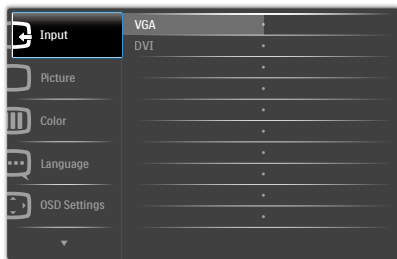 Input
VGA
DVI
Picture
Color
Language
OSD Settings